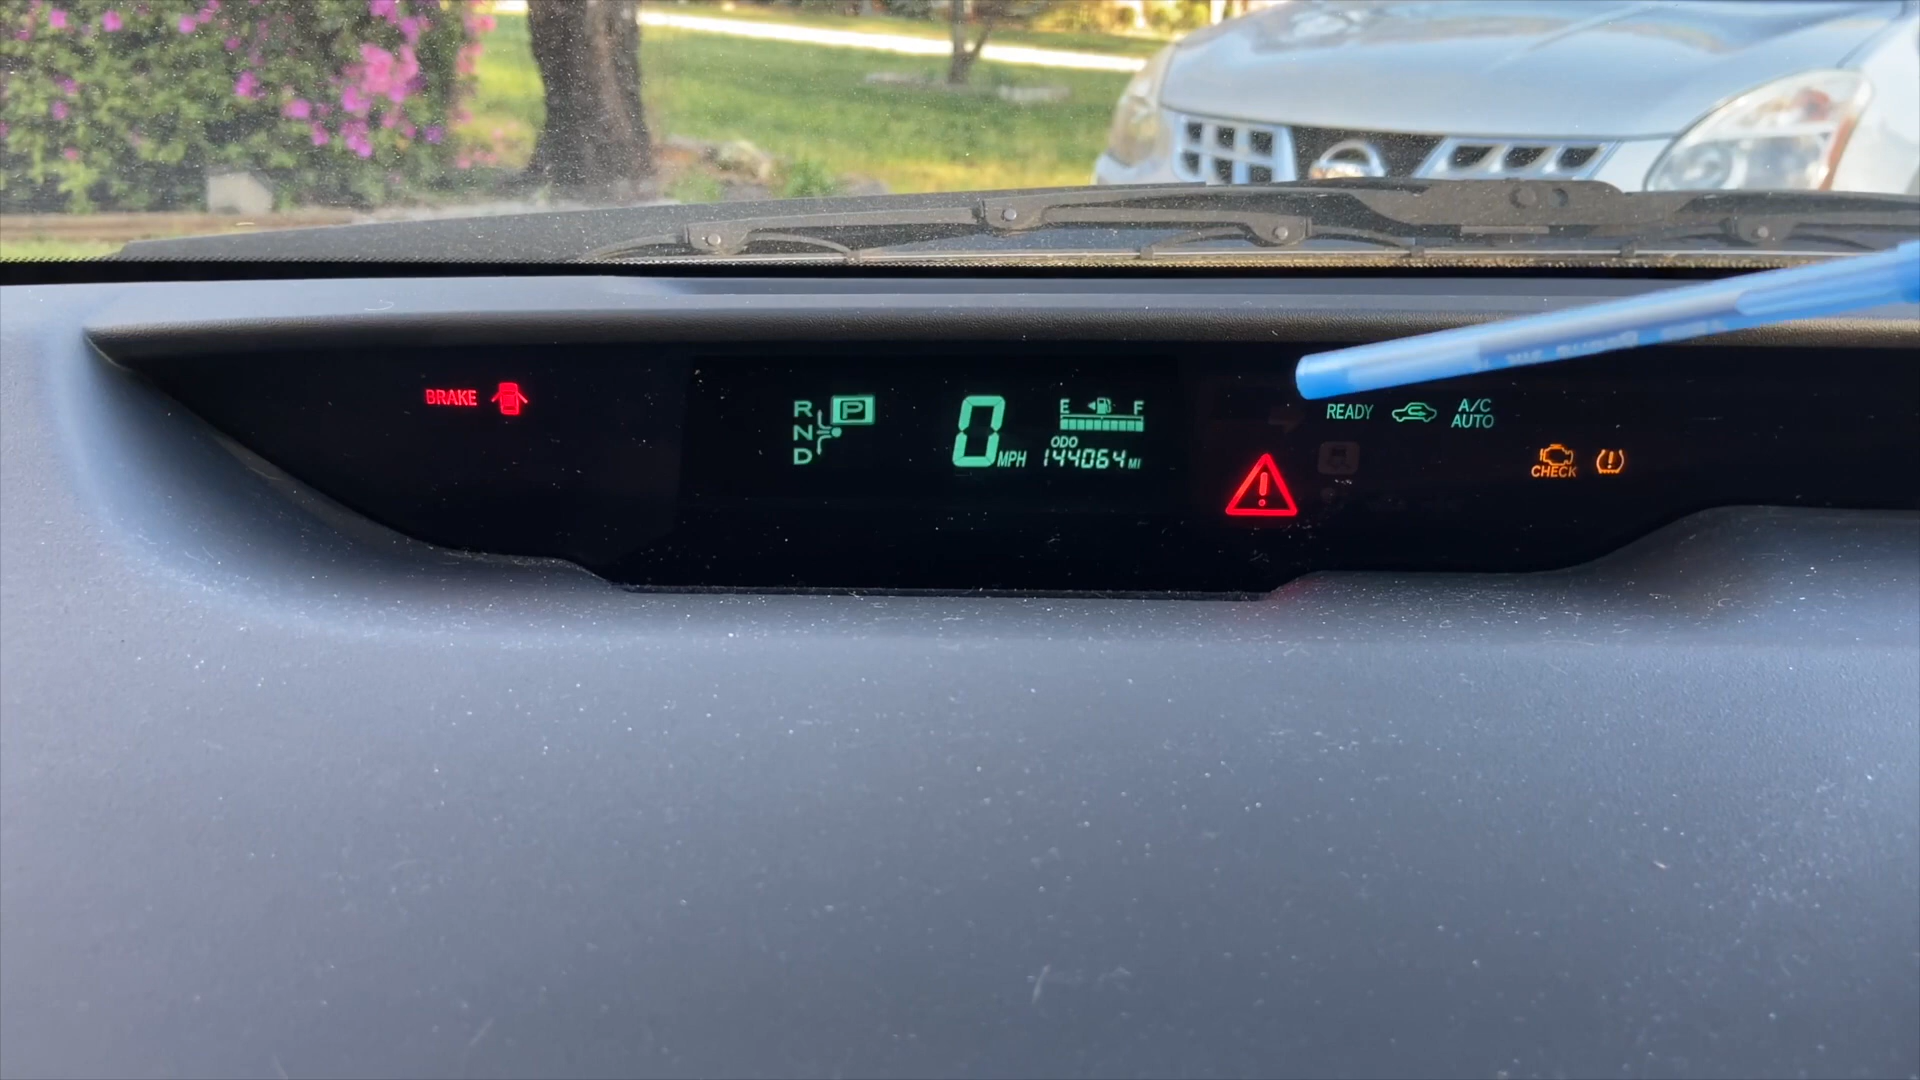 BRAKE
R P
N
D
0 MPH
E F
ODO
144064 MI
READY
A/C
AUTO
CHECK